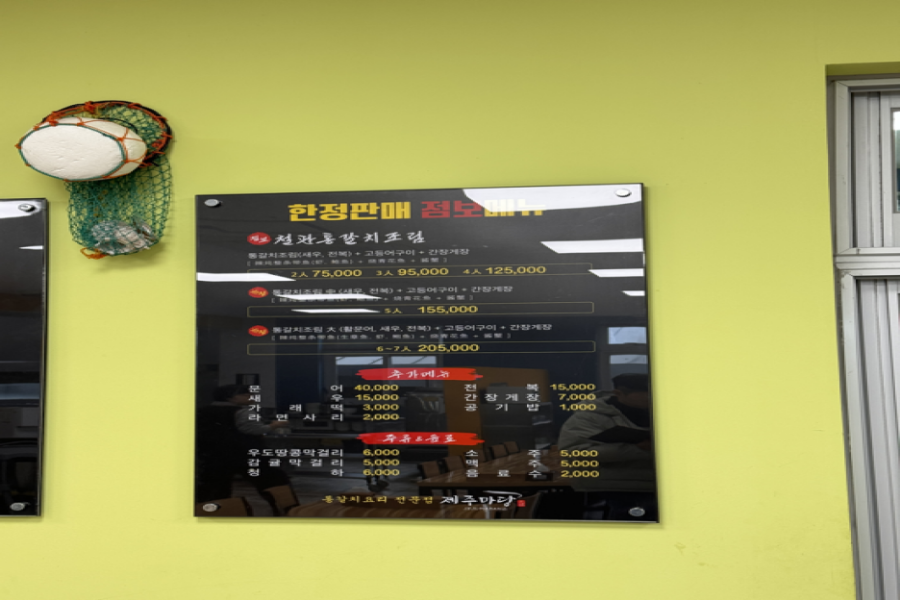 한정판매 점보메뉴
철판통갈치조림
통갈치조림(새우, 전복) + 고등어구이 + 간장게장
2人 75,000 3人 95,000 4人 125,000
통갈치조림 中 (새우, 전복) + 고등어구이 + 간장게장
5人 155,000
통갈치조림 大 (활문어, 새우, 전복) + 고등어구이 + 간장게장
6~7人 205,000
추가메뉴
문어 40,000 전복 15,000
새우 15,000 간장게장 7,000
가래떡 3,000 공기밥 1,000
라면사리 2,000
주류&음료
우도땅콩막걸리 6,000 소주 5,000
감귤막걸리 5,000 맥주 5,000
청하 6,000 음료수 2,000
통갈치요리 전문점 제주마당